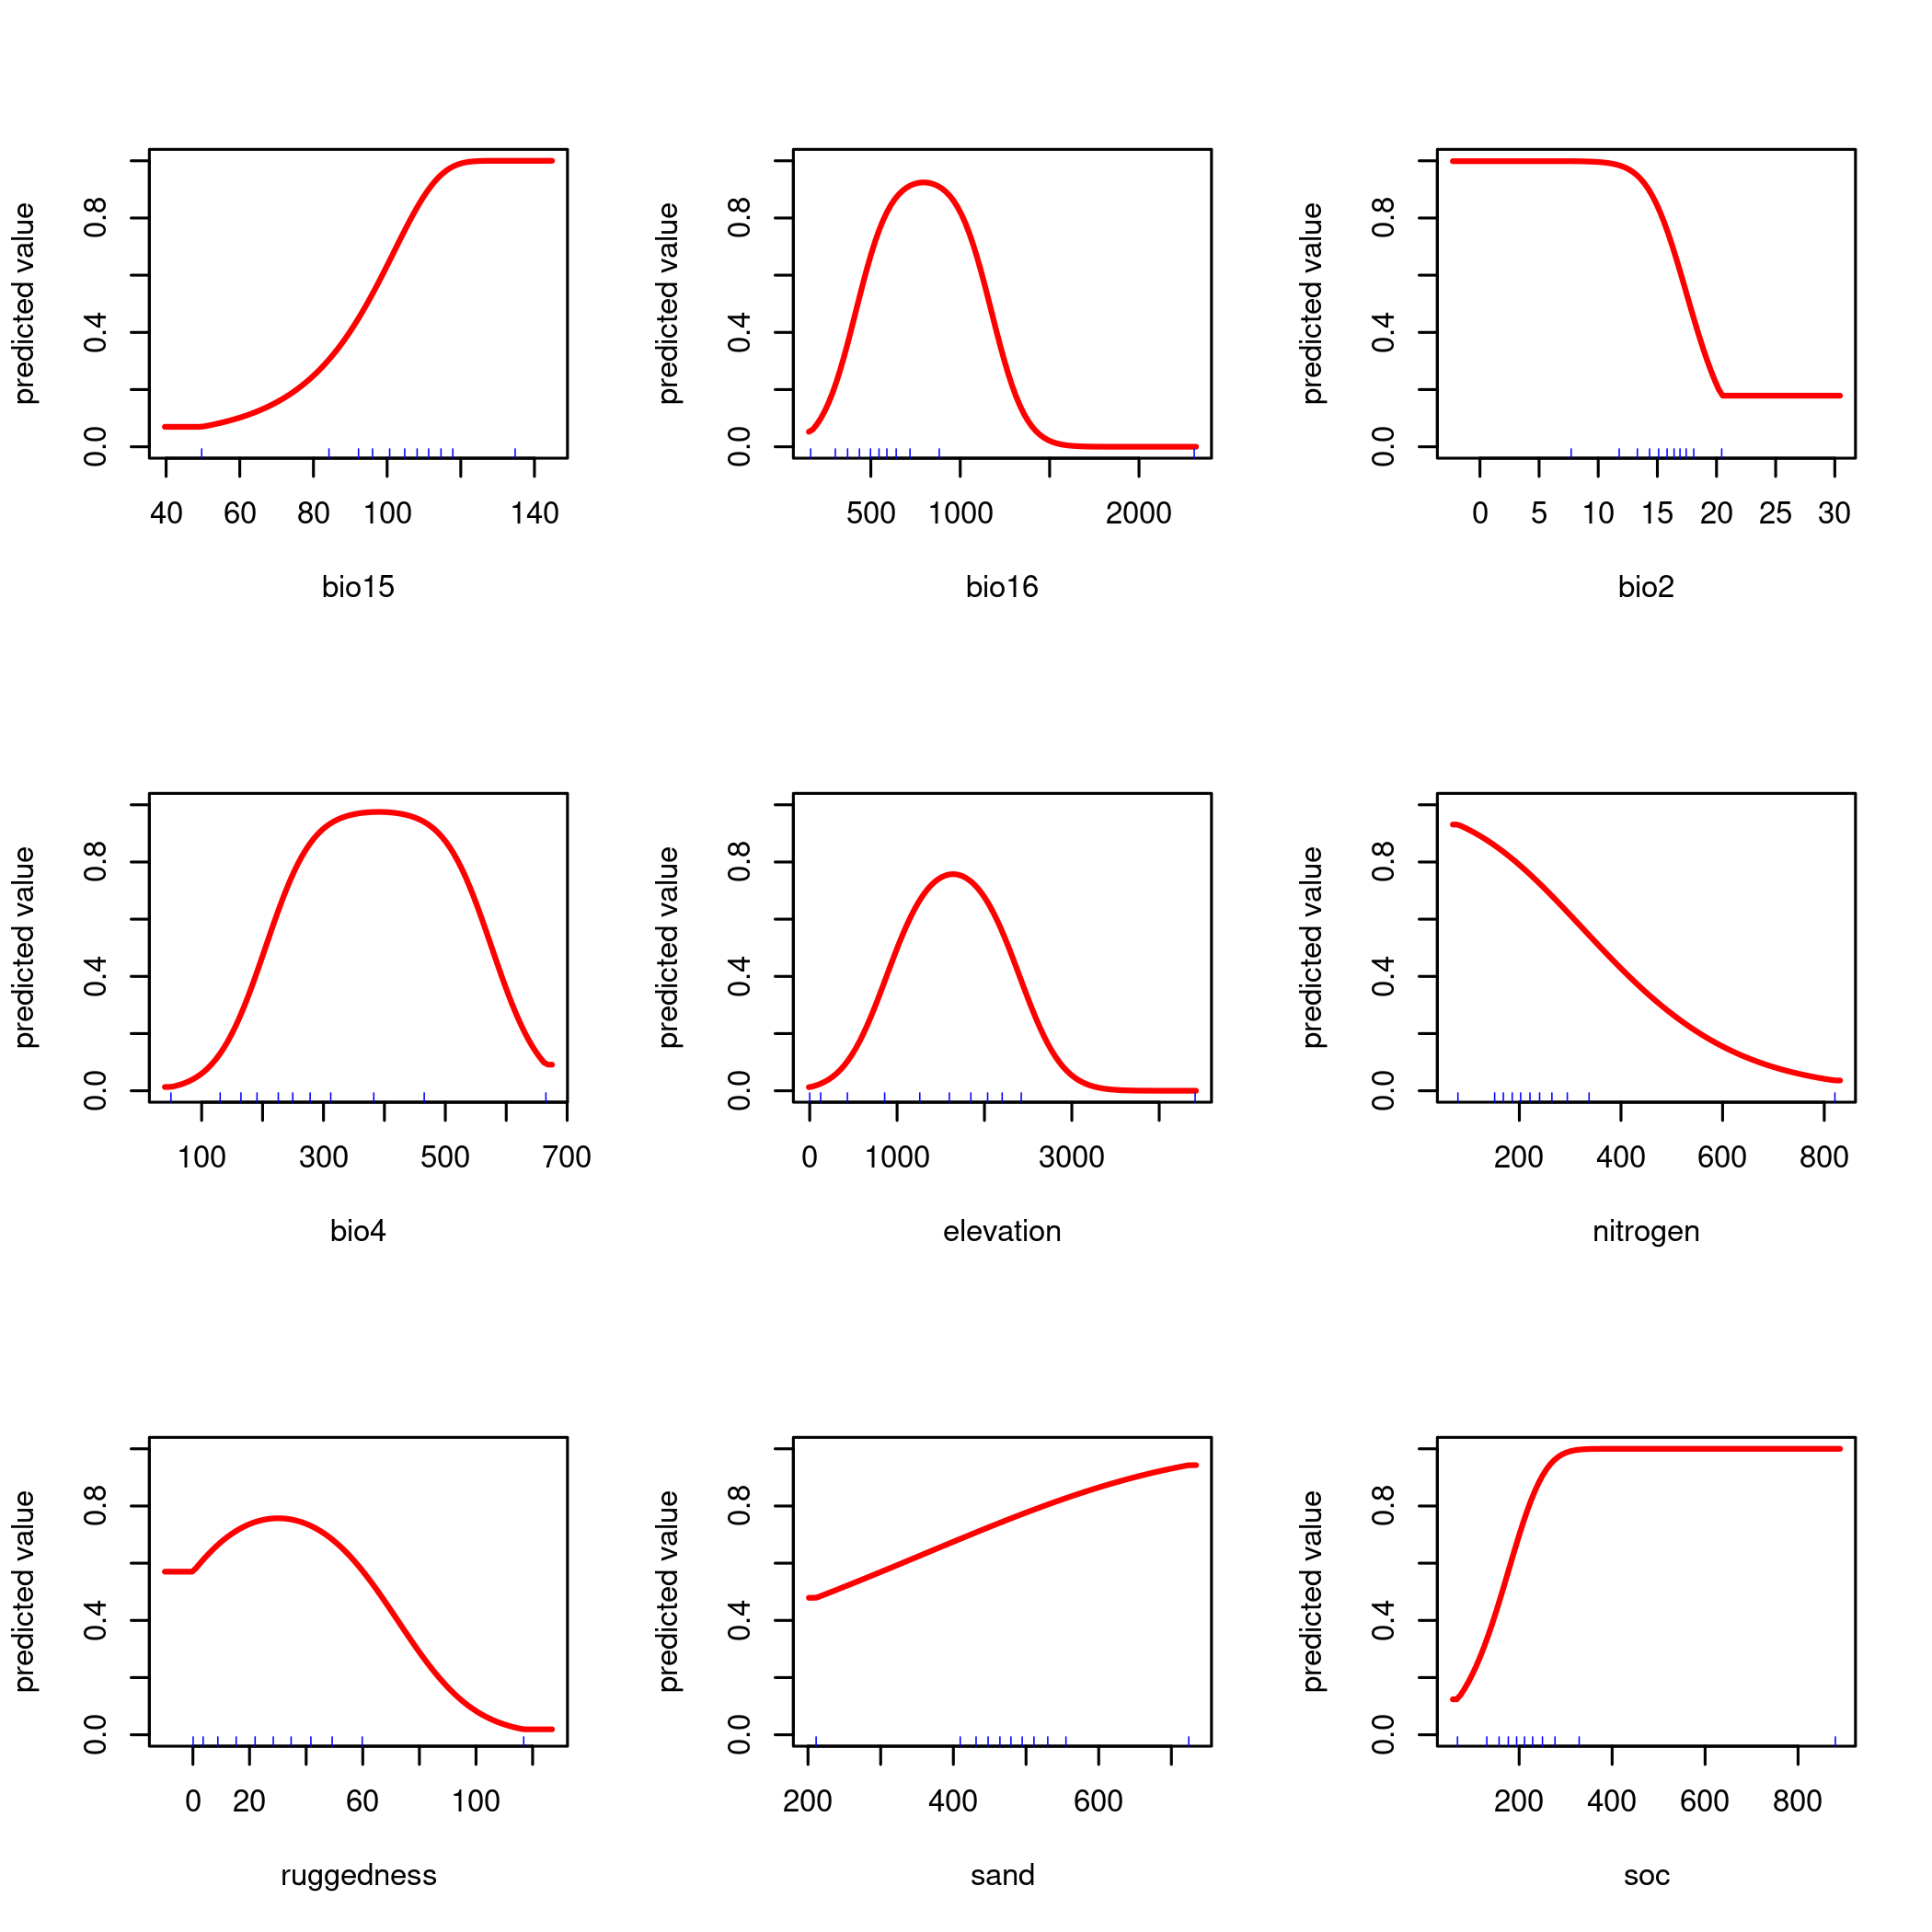 predicted value
0.0 0.4 0.8
40 60 80 100 140
bio15
predicted value
0.0 0.4 0.8
500 1000 2000
bio16
predicted value
0.0 0.4 0.8
0 5 10 15 20 25 30
bio2
predicted value
0.0 0.4 0.8
100 300 500 700
bio4
predicted value
0.0 0.4 0.8
0 1000 3000
elevation
predicted value
0.0 0.4 0.8
200 400 600 800
nitrogen
predicted value
0.0 0.4 0.8
0 20 60 100
ruggedness
predicted value
0.0 0.4 0.8
200 400 600
sand
predicted value
0.0 0.4 0.8
200 400 600 800
soc